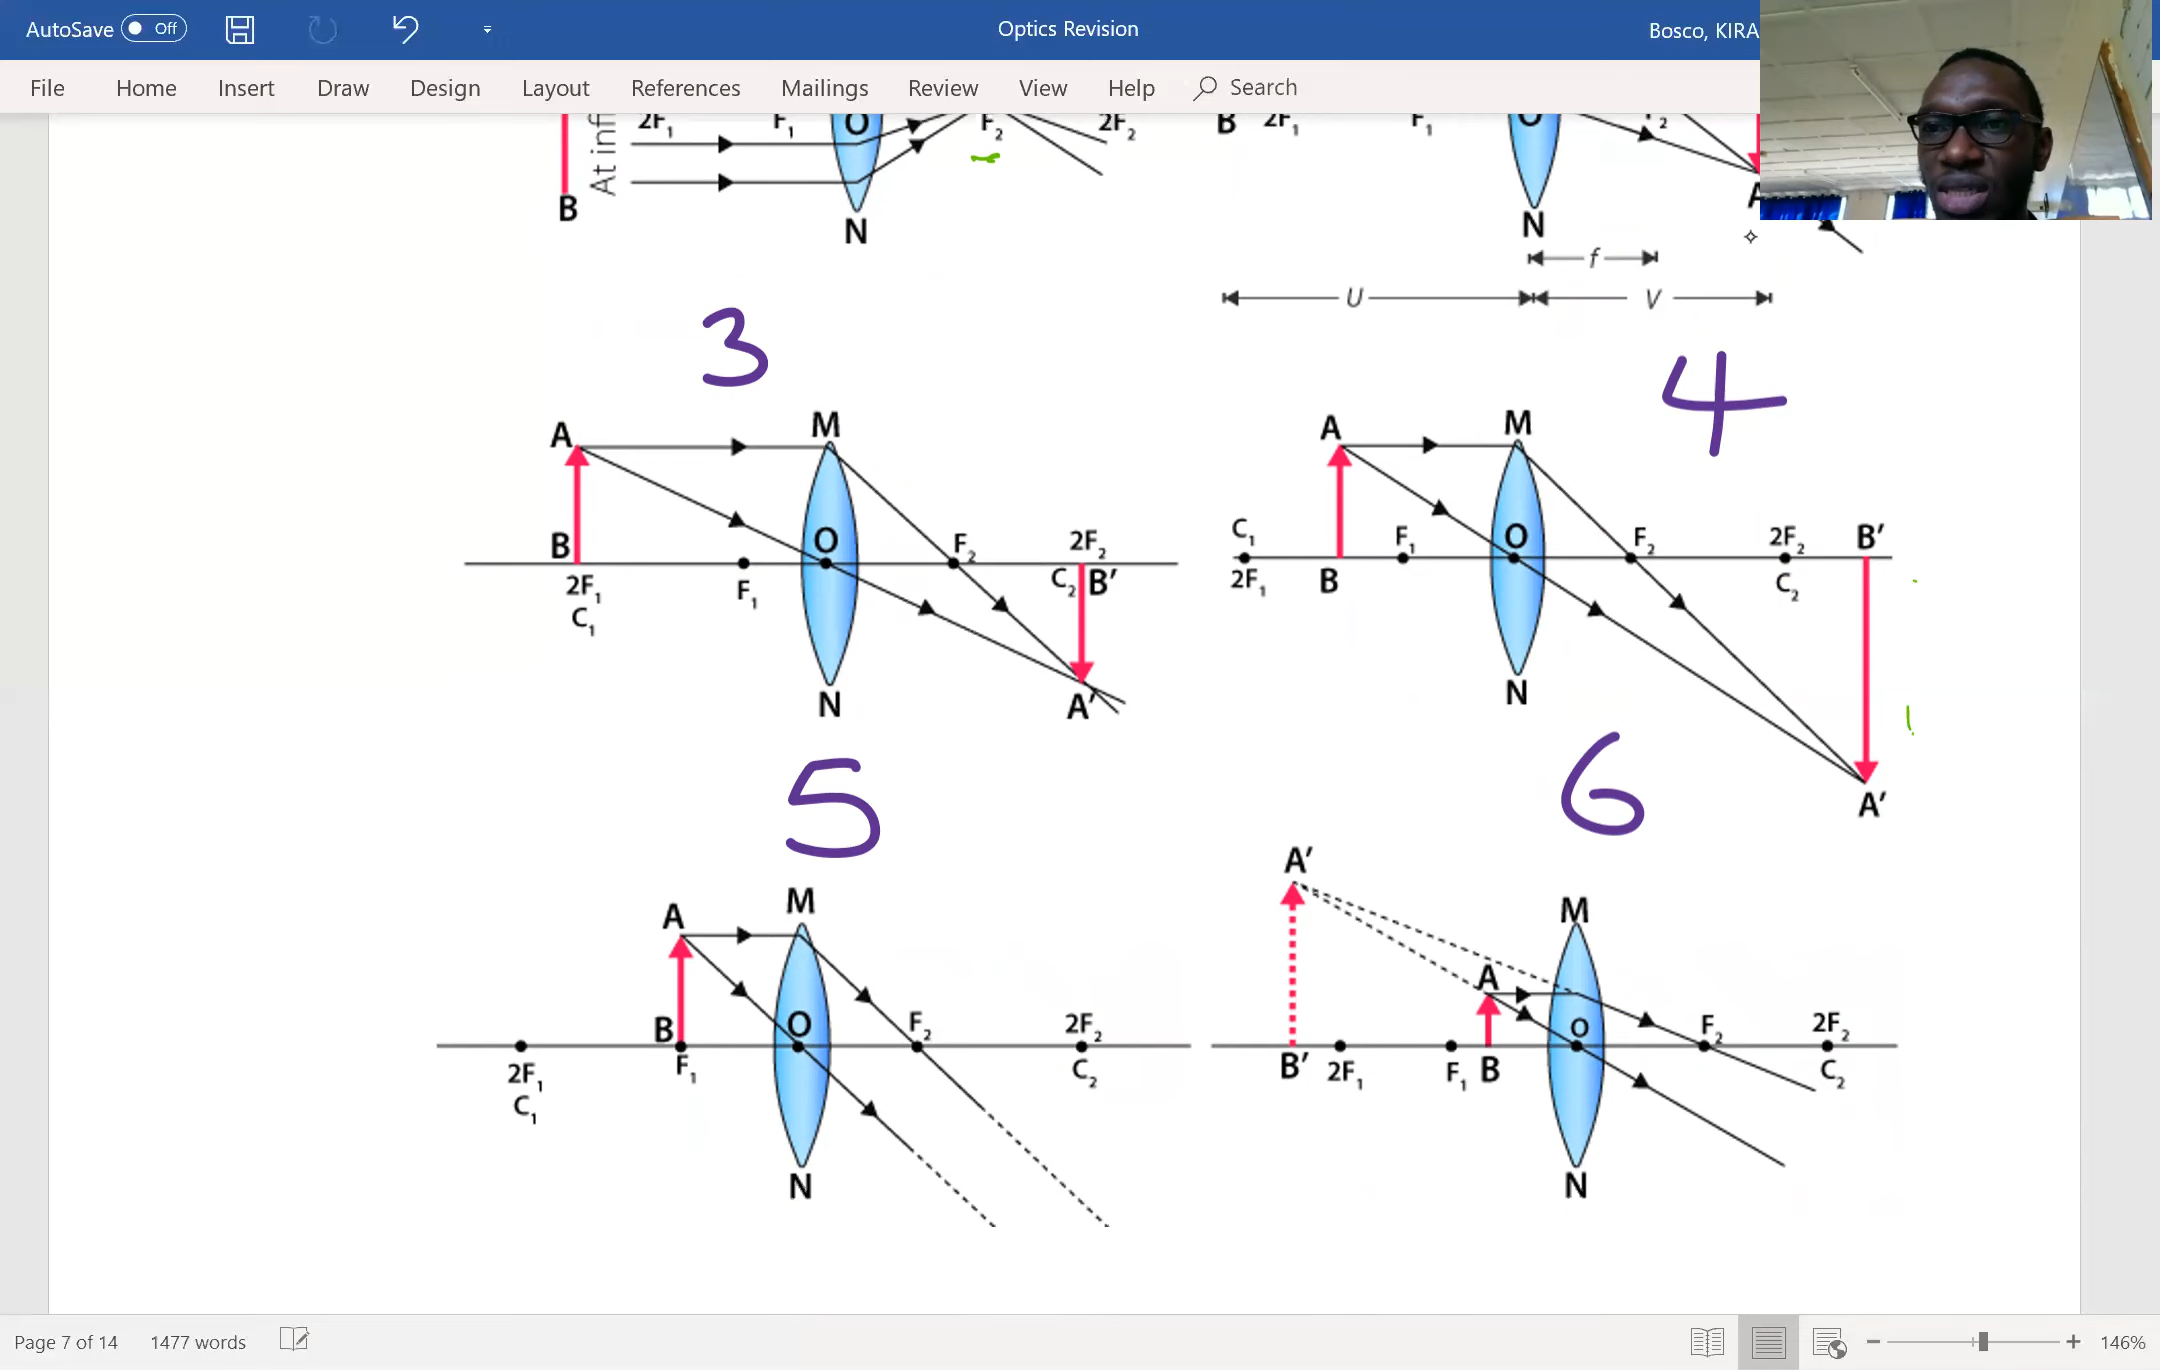 AutoSave Off
Optics Revision
Bosco, KIRA
File Home Insert Draw Design Layout References Mailings Review View Help Search
2F₁ F₁ O F₂ 2F₂
B 2F₁ F₁ O
At inf
B
N
N
f
U V
3
4
A M
B O F₂ 2F₂
2F₁ F₁ C₂ B′
C₁
N A′
A M
C₁ F₁ O F₂ 2F₂ B′
2F₁ B C₂
N
A′
5
6
A M
B O F₂ 2F₂
2F₁ F₁ C₂
C₁
N
A′
M
A
O F₂ 2F₂
B′ 2F₁ F₁ B C₂
N
Page 7 of 14 1477 words
146%